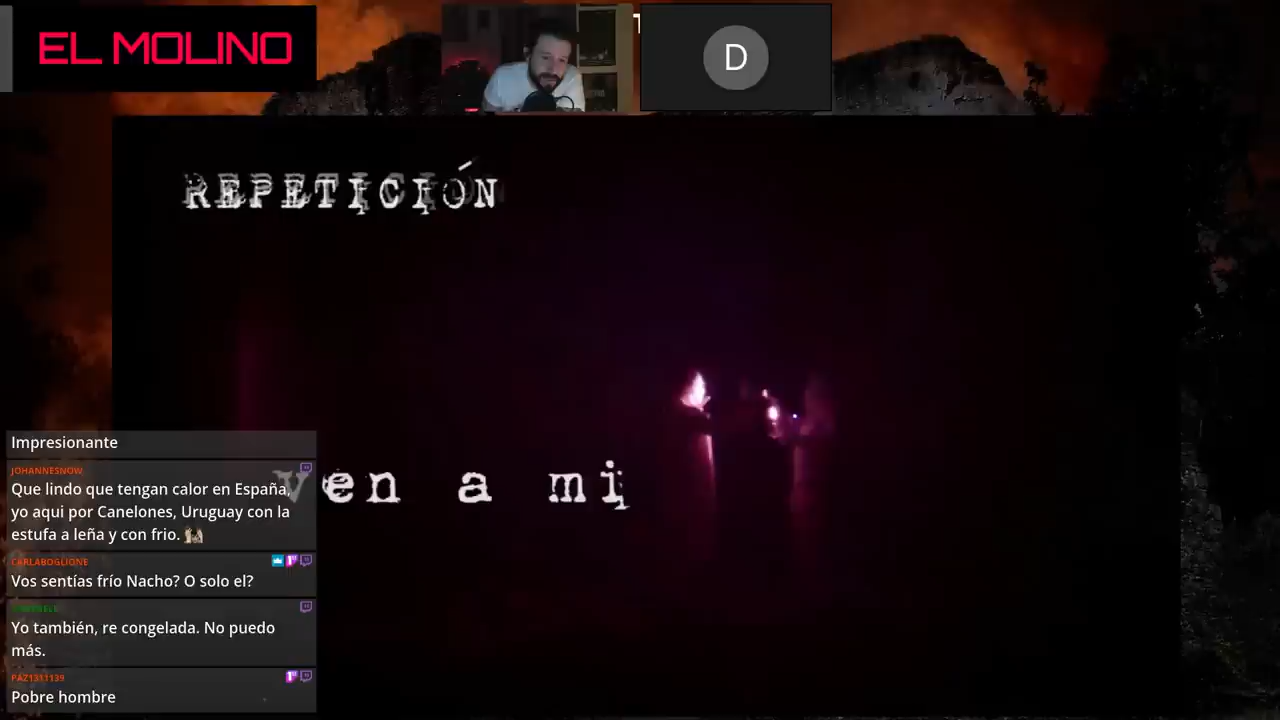 EL MOLINO
D
REPETICIÓN
ven a mi
Impresionante
JOHANNESNOW
Que lindo que tengan calor en España,
yo aqui por Canelones, Uruguay con la
estufa a leña y con frio.
CARLABOGLIONE
Vos sentías frío Nacho? O solo el?
Yo también, re congelada. No puedo
más.
PAZ1311139
Pobre hombre